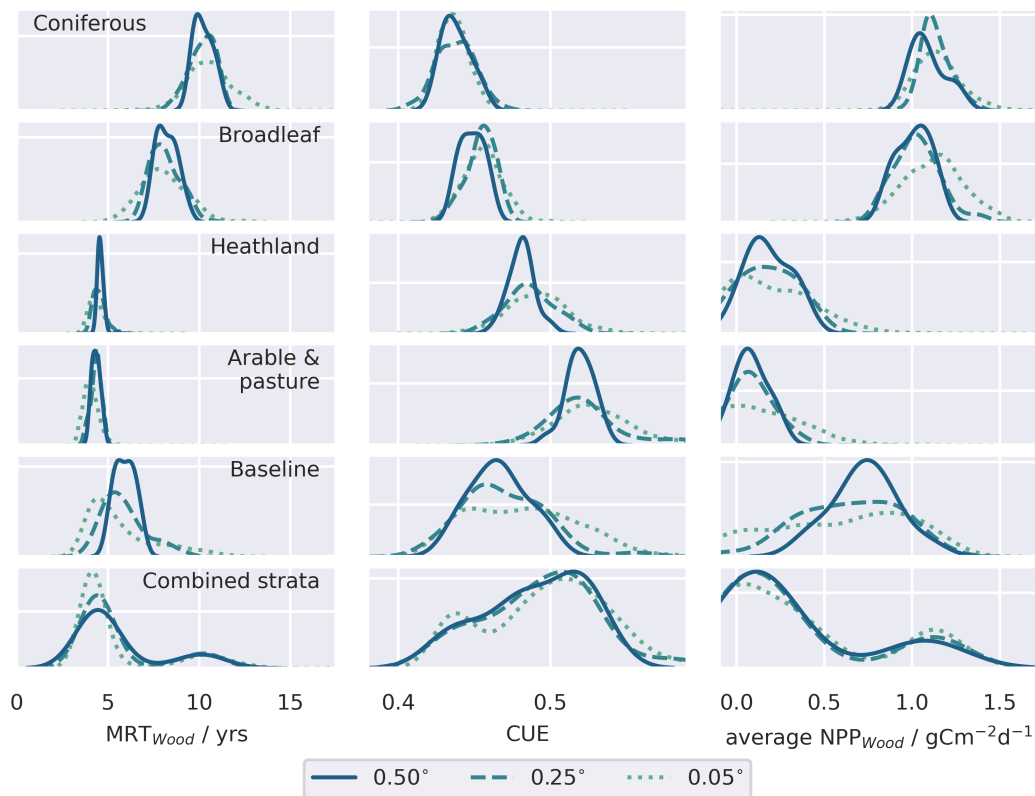 Coniferous
Broadleaf
Heathland
Arable &
pasture
Baseline
Combined strata
0 5 10 15 0.4 0.5 0.0 0.5 1.0 1.5
MRT_Wood / yrs CUE average NPP_Wood / gCm⁻²d⁻¹
0.50° 0.25° 0.05°